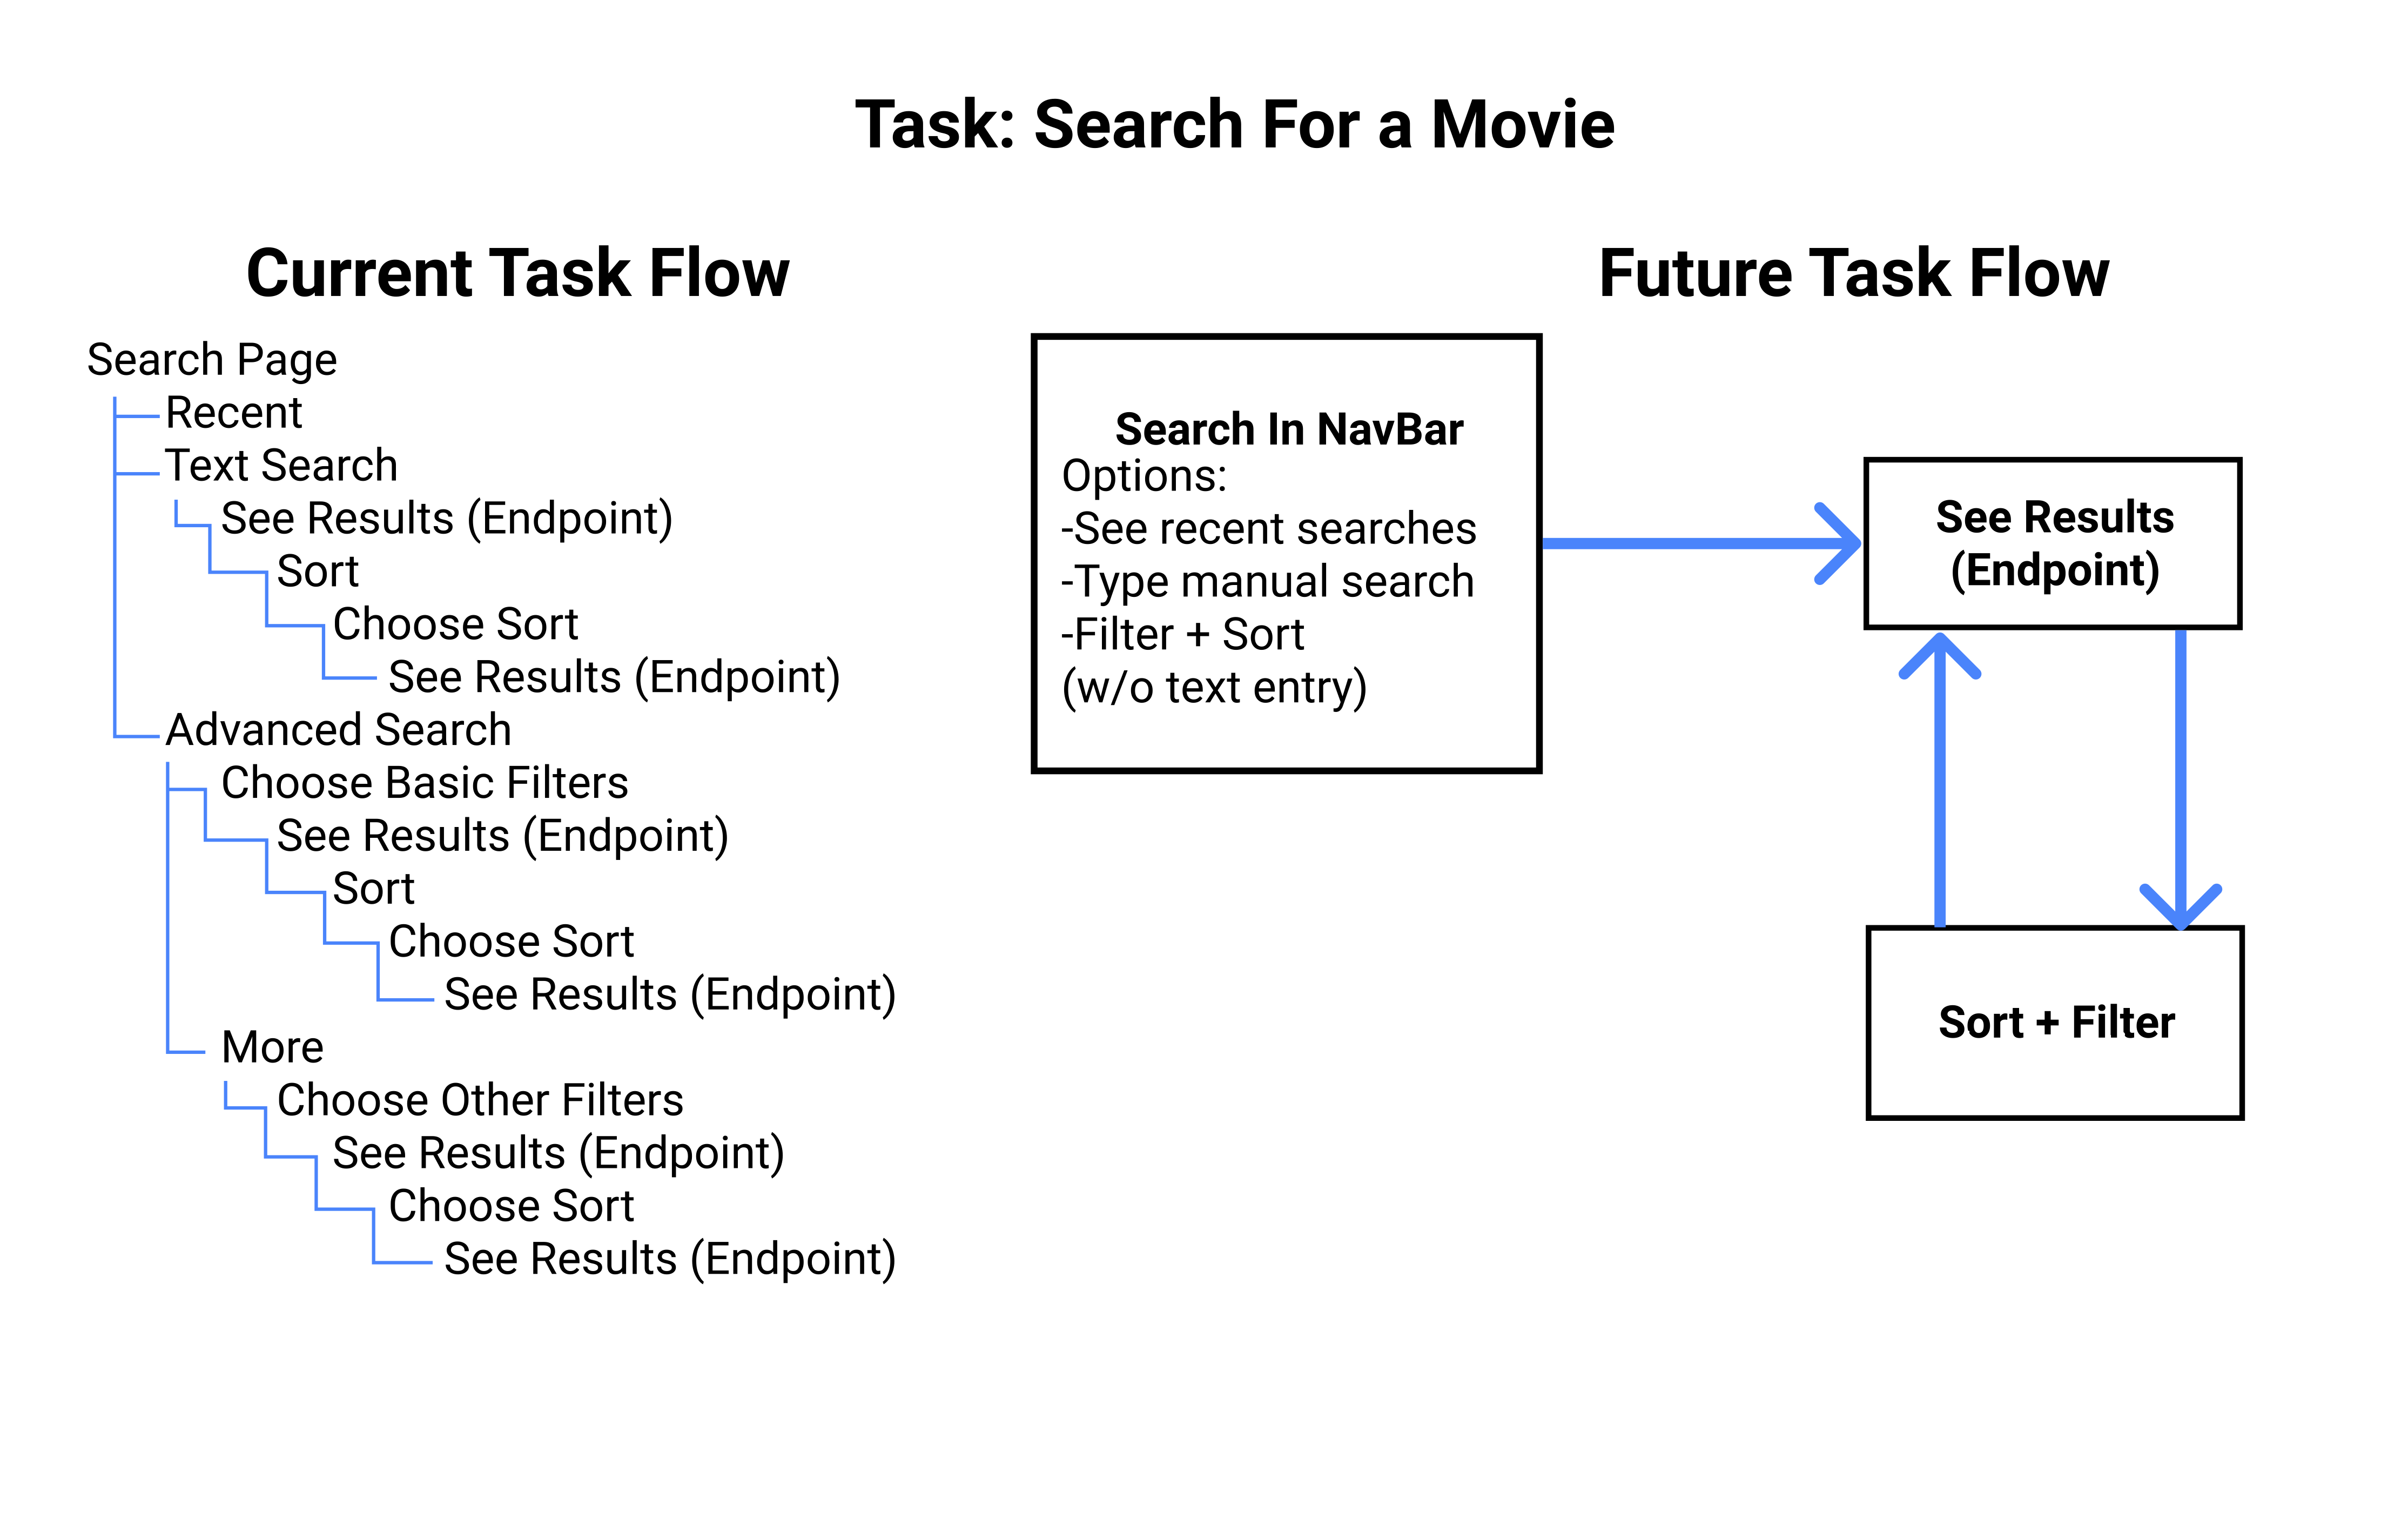 Task: Search For a Movie
Current Task Flow
Search Page
Recent
Text Search
See Results (Endpoint)
Sort
Choose Sort
See Results (Endpoint)
Advanced Search
Choose Basic Filters
See Results (Endpoint)
Sort
Choose Sort
See Results (Endpoint)
More
Choose Other Filters
See Results (Endpoint)
Choose Sort
See Results (Endpoint)
Future Task Flow
Search In NavBar
Options:
-See recent searches
-Type manual search
-Filter + Sort
(w/o text entry)
See Results
(Endpoint)
Sort + Filter